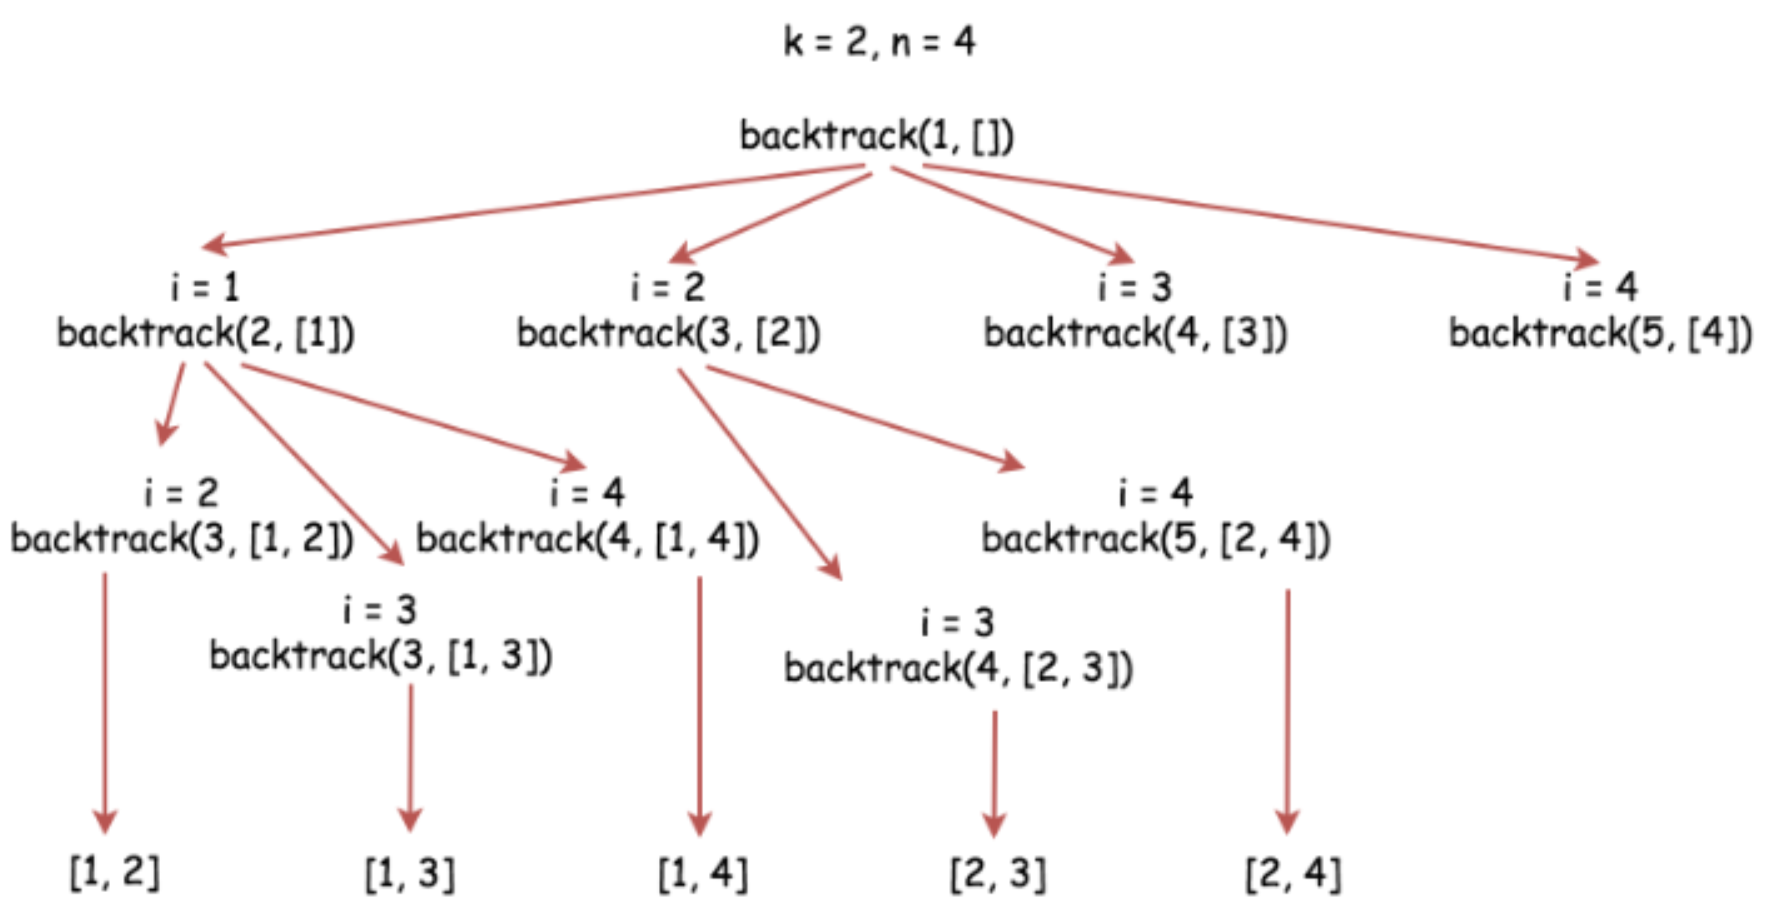 k = 2, n = 4
backtrack(1, [])
i = 1
backtrack(2, [1])
i = 2
backtrack(3, [2])
i = 3
backtrack(4, [3])
i = 4
backtrack(5, [4])
i = 2
backtrack(3, [1, 2])
i = 4
backtrack(4, [1, 4])
i = 4
backtrack(5, [2, 4])
i = 3
backtrack(3, [1, 3])
i = 3
backtrack(4, [2, 3])
[1, 2]
[1, 3]
[1, 4]
[2, 3]
[2, 4]